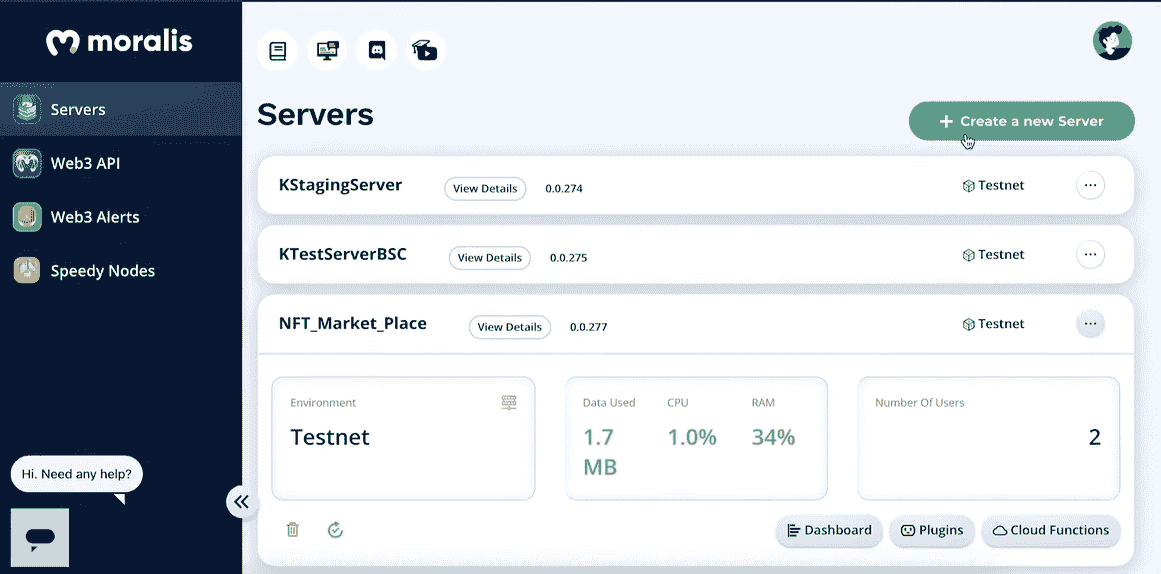 moralis
Servers
Web3 API
Web3 Alerts
Speedy Nodes
Hi. Need any help?
Servers
+ Create a new Server
KStagingServer View Details 0.0.274 Testnet ...
KTestServerBSC View Details 0.0.275 Testnet ...
NFT_Market_Place View Details 0.0.277 Testnet ...
Environment
Testnet
Data Used CPU RAM
1.7 1.0% 34%
MB
Number Of Users
2
Dashboard Plugins Cloud Functions